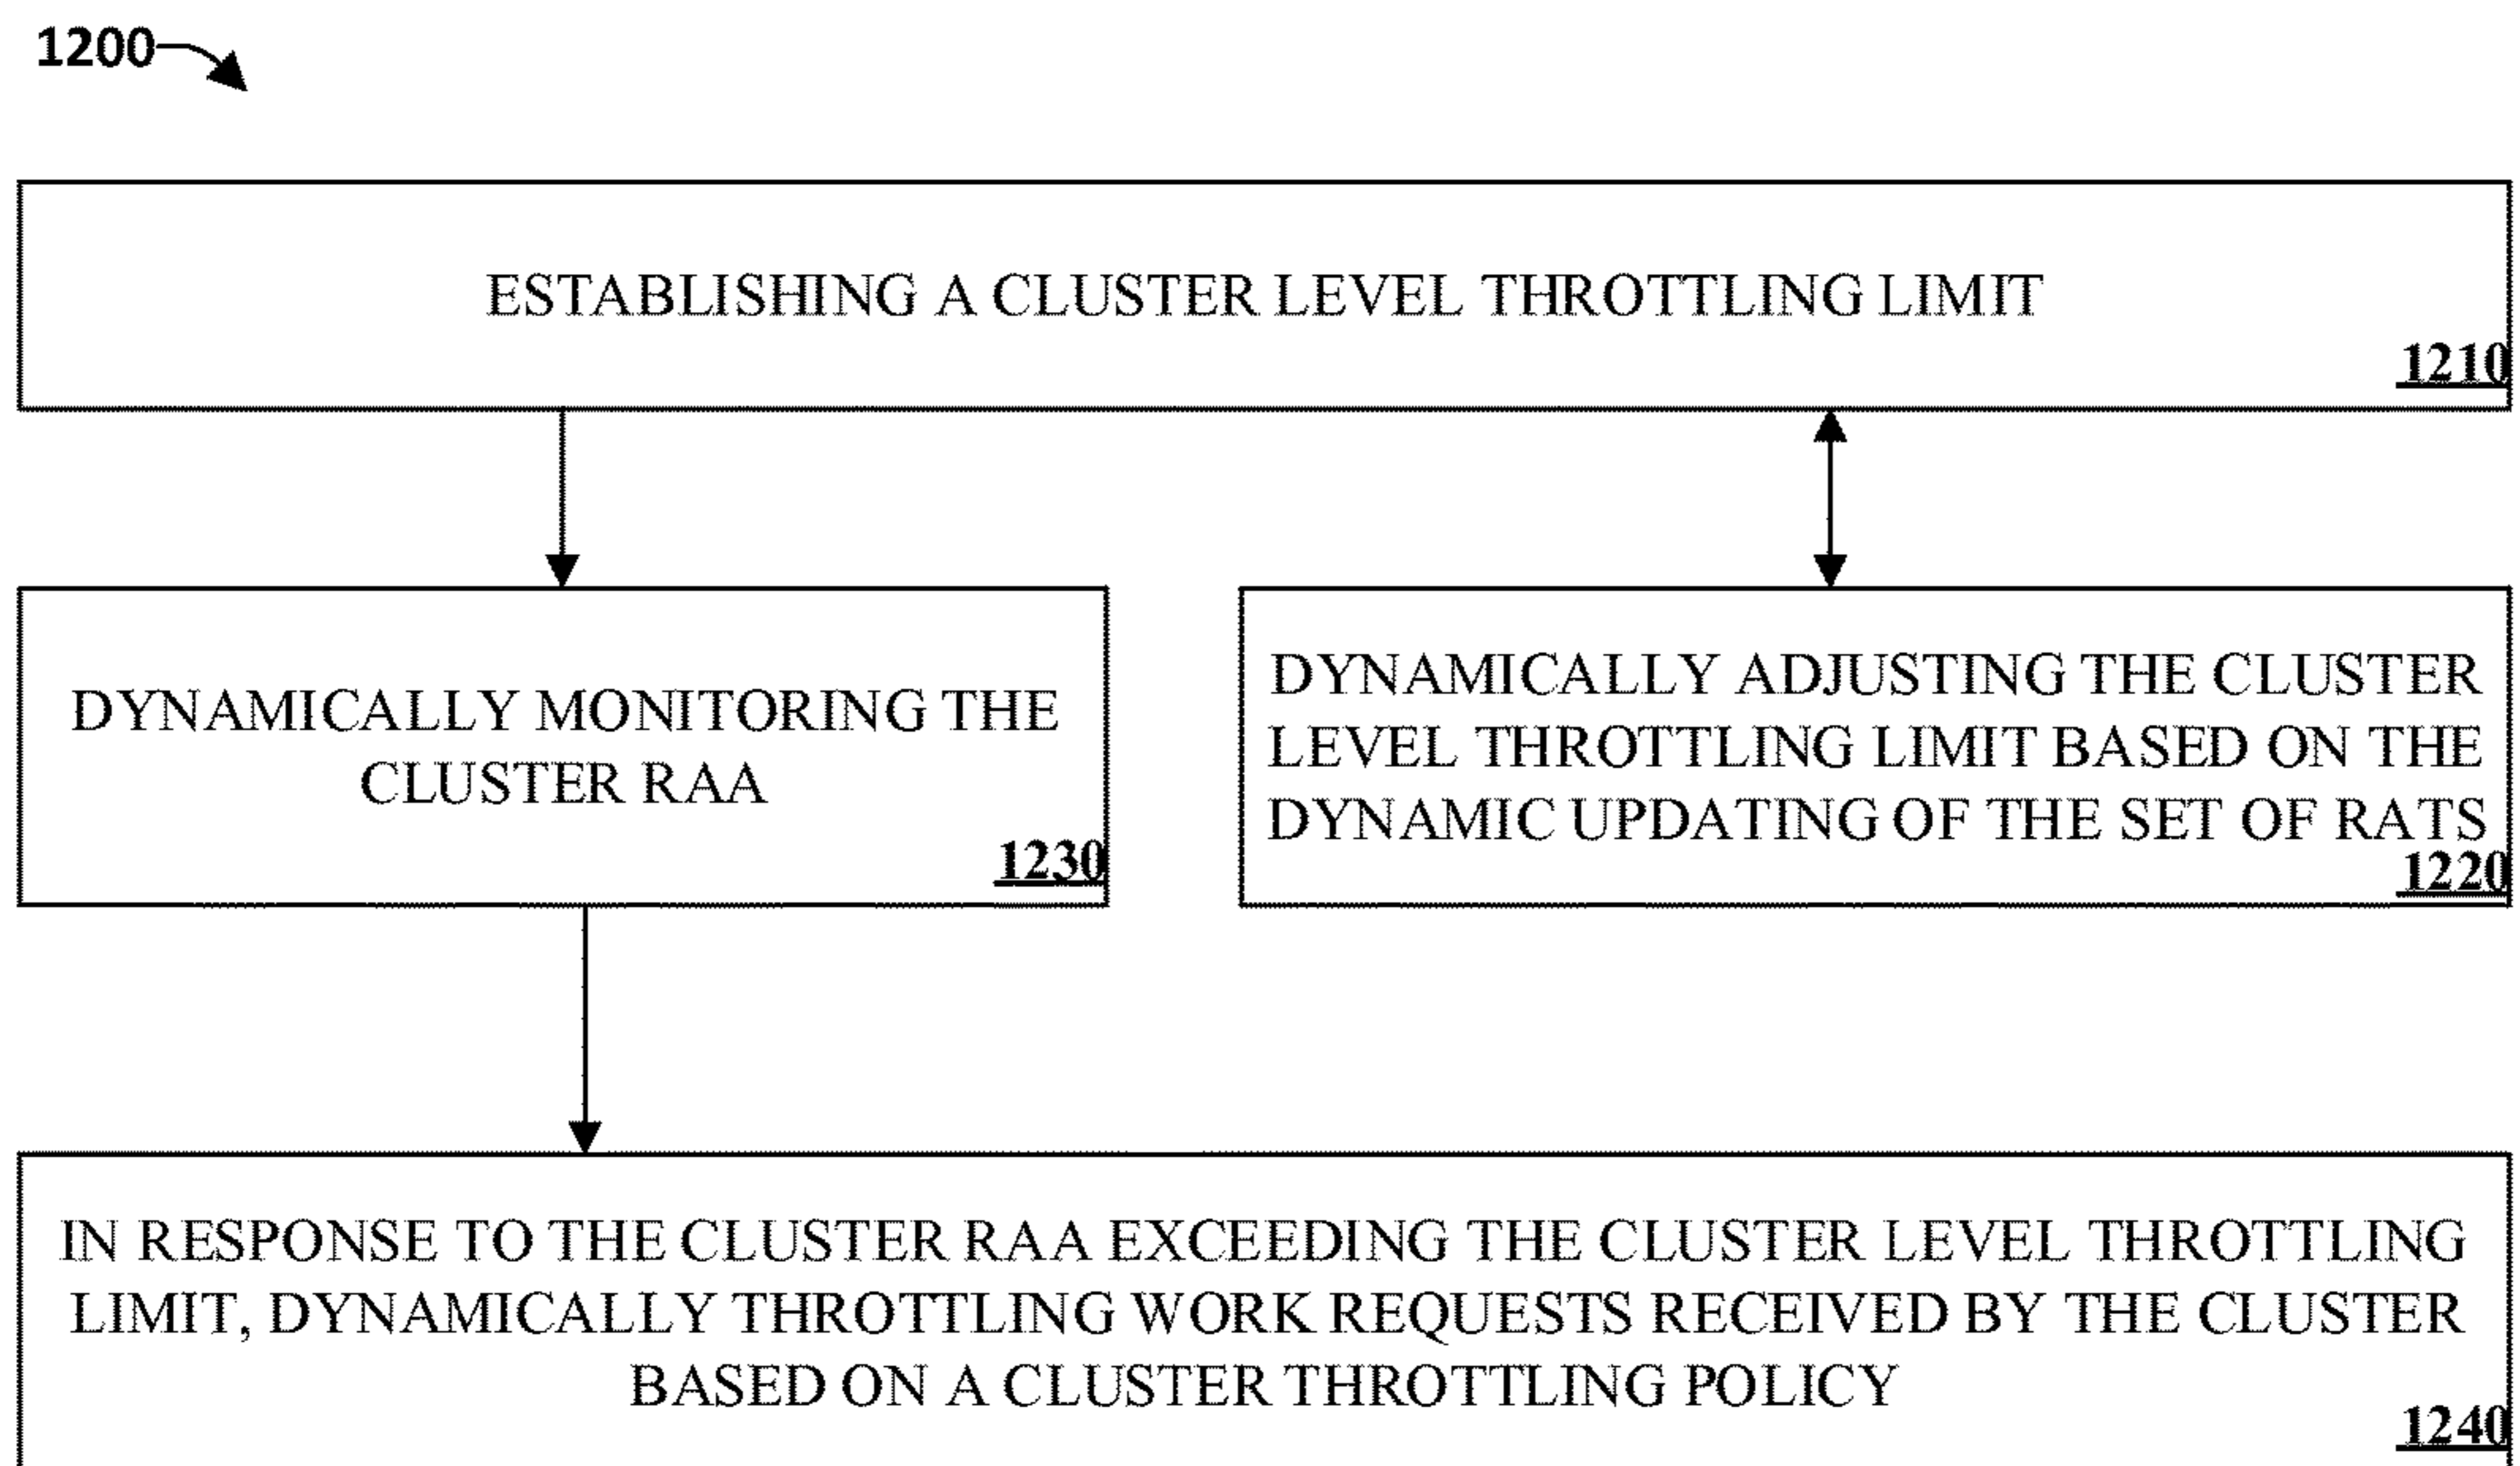 1200
ESTABLISHING A CLUSTER LEVEL THROTTLING LIMIT
1210
DYNAMICALLY MONITORING THE
CLUSTER RAA
1230
DYNAMICALLY ADJUSTING THE CLUSTER
LEVEL THROTTLING LIMIT BASED ON THE
DYNAMIC UPDATING OF THE SET OF RATS
1220
IN RESPONSE TO THE CLUSTER RAA EXCEEDING THE CLUSTER LEVEL THROTTLING
LIMIT, DYNAMICALLY THROTTLING WORK REQUESTS RECEIVED BY THE CLUSTER
BASED ON A CLUSTER THROTTLING POLICY
1240